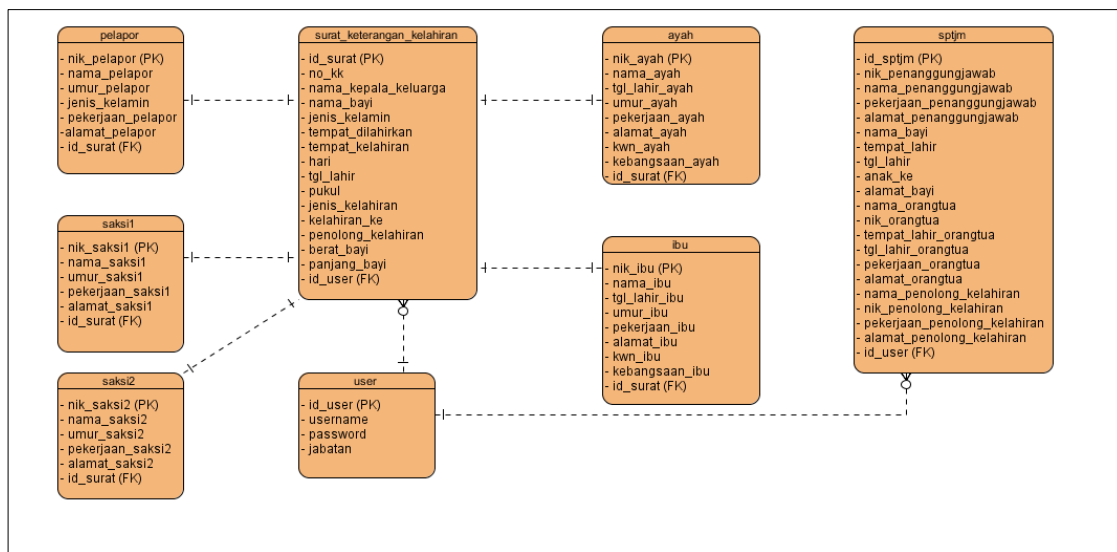 pelapor
- nik_pelapor (PK)
- nama_pelapor
- umur_pelapor
- jenis_kelamin
- pekerjaan_pelapor
-alamat_pelapor
- id_surat (FK)
surat_keterangan_kelahiran
- id_surat (PK)
- no_kk
- nama_kepala_keluarga
- nama_bayi
- jenis_kelamin
- tempat_dilahirkan
- tempat_kelahiran
- hari
- tgl_lahir
- pukul
- jenis_kelahiran
- kelahiran_ke
- penolong_kelahiran
- berat_bayi
- panjang_bayi
- id_user (FK)
ayah
- nik_ayah (PK)
- nama_ayah
- tgl_lahir_ayah
- umur_ayah
- pekerjaan_ayah
- alamat_ayah
- kwn_ayah
- kebangsaan_ayah
- id_surat (FK)
sptjm
- id_sptjm (PK)
- nik_penanggungjawab
- nama_penanggungjawab
- pekerjaan_penanggungjawab
- alamat_penanggungjawab
- nama_bayi
- tempat_lahir
- tgl_lahir
- anak_ke
- alamat_bayi
- nama_orangtua
- nik_orangtua
- tempat_lahir_orangtua
- tgl_lahir_orangtua
- pekerjaan_orangtua
- alamat_orangtua
- nama_penolong_kelahiran
- nik_penolong_kelahiran
- pekerjaan_penolong_kelahiran
- alamat_penolong_kelahiran
- id_user (FK)
saksi1
- nik_saksi1 (PK)
- nama_saksi1
- umur_saksi1
- pekerjaan_saksi1
- alamat_saksi1
- id_surat (FK)
ibu
- nik_ibu (PK)
- nama_ibu
- tgl_lahir_ibu
- umur_ibu
- pekerjaan_ibu
- alamat_ibu
- kwn_ibu
- kebangsaan_ibu
- id_surat (FK)
saksi2
- nik_saksi2 (PK)
- nama_saksi2
- umur_saksi2
- pekerjaan_saksi2
- alamat_saksi2
- id_surat (FK)
user
- id_user (PK)
- username
- password
- jabatan